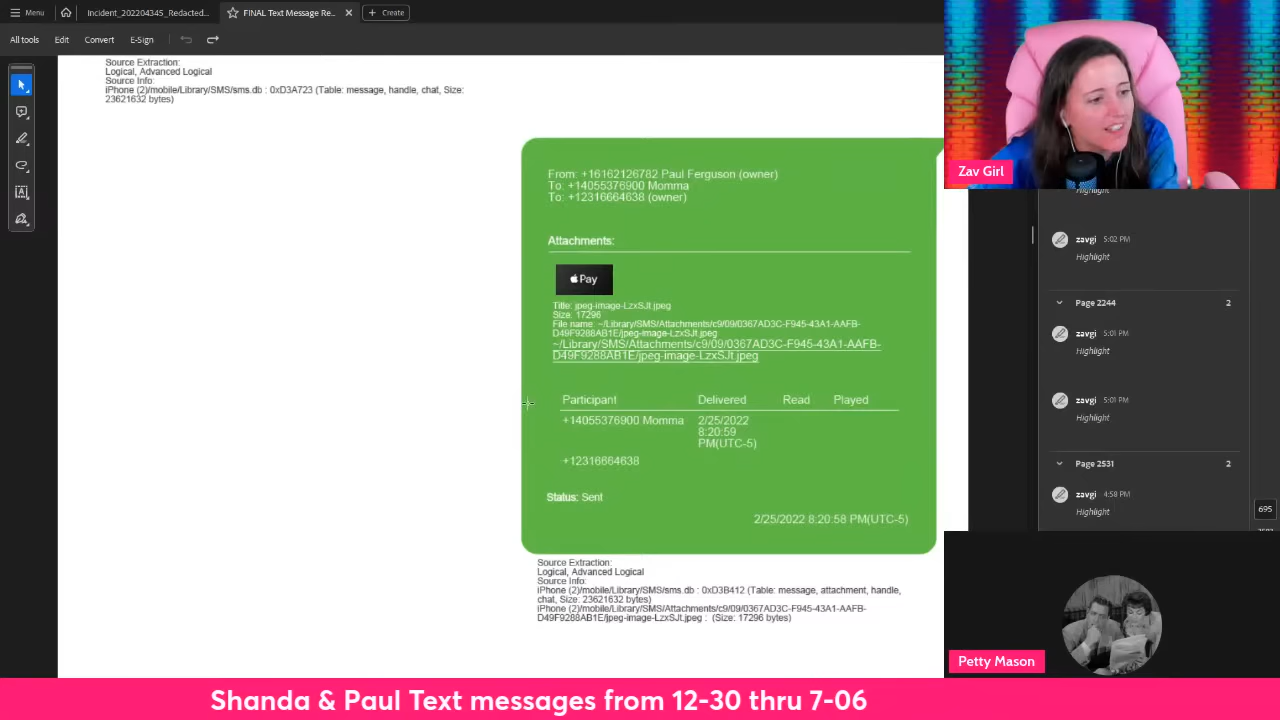 Menu
Incident_202204345_Redacted...
FINAL Text Message Re...
Create
All tools
Edit
Convert
E-Sign
Source Extraction:
Logical, Advanced Logical
Source Info:
iPhone (2)/mobile/Library/SMS/sms.db : 0xD3A723 (Table: message, handle, chat, Size:
23621632 bytes)
From: +16162126782 Paul Ferguson (owner)
To: +14055376900 Momma
To: +12316664638 (owner)
Attachments:
Pay
Title: jpeg-image-LzxSJt.jpeg
Size: 17296
File name: ~/Library/SMS/Attachments/c9/09/0367AD3C-F945-43A1-AAFB-
D49F9288AB1E/jpeg-image-LzxSJt.jpeg
~/Library/SMS/Attachments/c9/09/0367AD3C-F945-43A1-AAFB-
D49F9288AB1E/jpeg-image-LzxSJt.jpeg
Participant Delivered Read Played
+14055376900 Momma 2/25/2022
8:20:59
PM(UTC-5)
+12316664638
Status: Sent
2/25/2022 8:20:58 PM(UTC-5)
Source Extraction:
Logical, Advanced Logical
Source Info:
iPhone (2)/mobile/Library/SMS/sms.db : 0xD3B412 (Table: message, attachment, handle,
chat, Size: 23621632 bytes)
iPhone (2)/mobile/Library/SMS/Attachments/c9/09/0367AD3C-F945-43A1-AAFB-
D49F9288AB1E/jpeg-image-LzxSJt.jpeg : (Size: 17296 bytes)
Zav Girl
Highlight
zavgi 5:02 PM
Highlight
Page 2244 2
zavgi 5:01 PM
Highlight
zavgi 5:01 PM
Highlight
Page 2531 2
zavgi 4:58 PM
Highlight
695
Petty Mason
Shanda & Paul Text messages from 12-30 thru 7-06